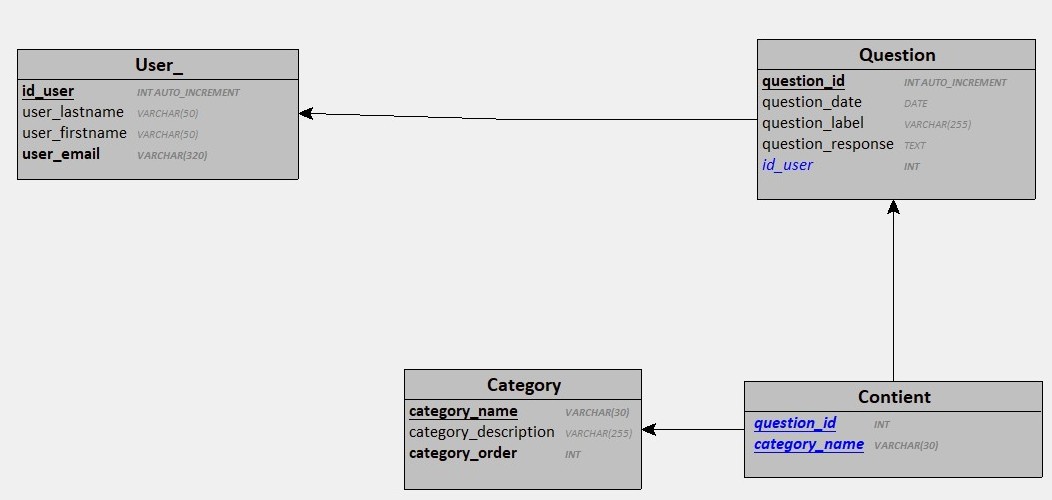 User_
id_user INT AUTO_INCREMENT
user_lastname VARCHAR(50)
user_firstname VARCHAR(50)
user_email VARCHAR(320)
Question
question_id INT AUTO_INCREMENT
question_date DATE
question_label VARCHAR(255)
question_response TEXT
id_user INT
Category
category_name VARCHAR(30)
category_description VARCHAR(255)
category_order INT
Contient
question_id INT
category_name VARCHAR(30)